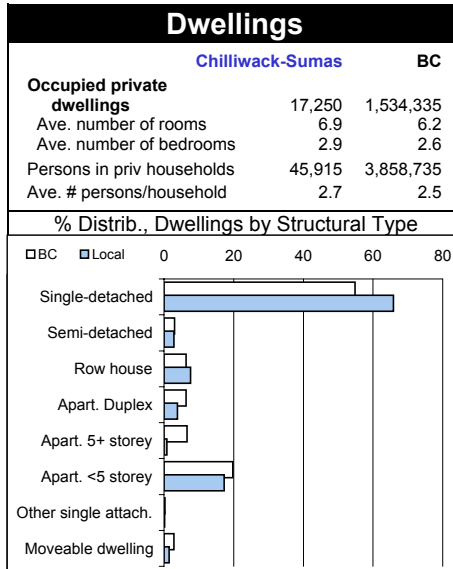 Dwellings
Chilliwack-Sumas BC
Occupied private
dwellings 17,250 1,534,335
Ave. number of rooms 6.9 6.2
Ave. number of bedrooms 2.9 2.6
Persons in priv households 45,915 3,858,735
Ave. # persons/household 2.7 2.5
% Distrib., Dwellings by Structural Type
BC Local 0 20 40 60 80
Single-detached
Semi-detached
Row house
Apart. Duplex
Apart. 5+ storey
Apart. <5 storey
Other single attach.
Moveable dwelling